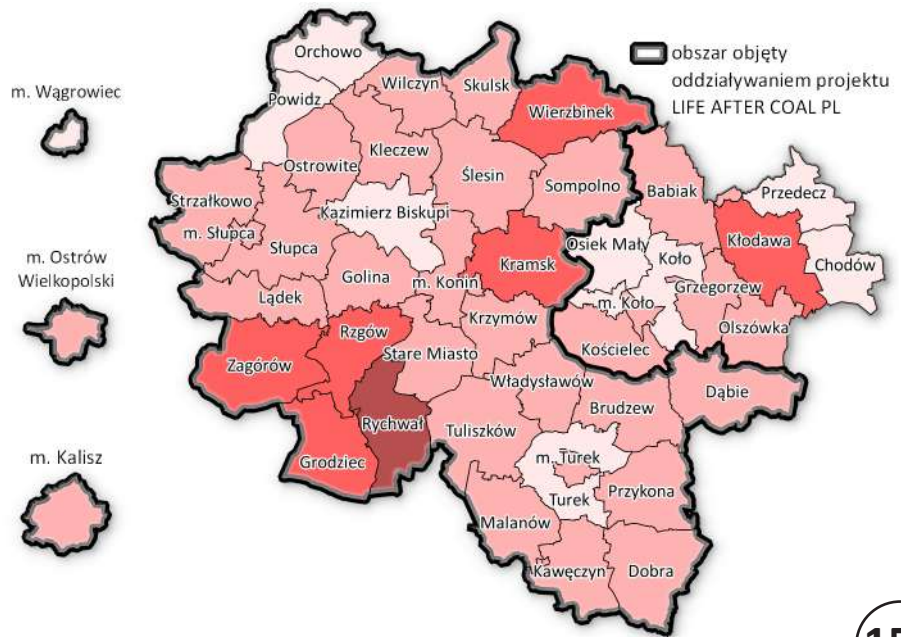 Orchowo
obszar objęty
oddziaływaniem projektu
LIFE AFTER COAL PL
m. Wągrowiec
Wilczyn
Skulsk
Powidz
Wierzbinek
Kleczew
Ostrowite
Ślesin
Sompolno
Babiak
Przedecz
Strzałkowo
Kazimierz Biskupi
m. Słupca
Słupca
Osiek Mały
Kłodawa
m. Ostrów
Wielkopolski
Kramsk
Koło
Chodów
Golina
m. Konin
Grzegorzew
Lądek
m. Koło
Krzymów
Olszówka
Rzgów
Stare Miasto
Kościelec
Zagórów
Władysławów
Dąbie
Brudzew
Rychwał
Tuliszków
m. Kalisz
Grodziec
m. Turek
Przykona
Turek
Malanów
Kawęczyn
Dobra